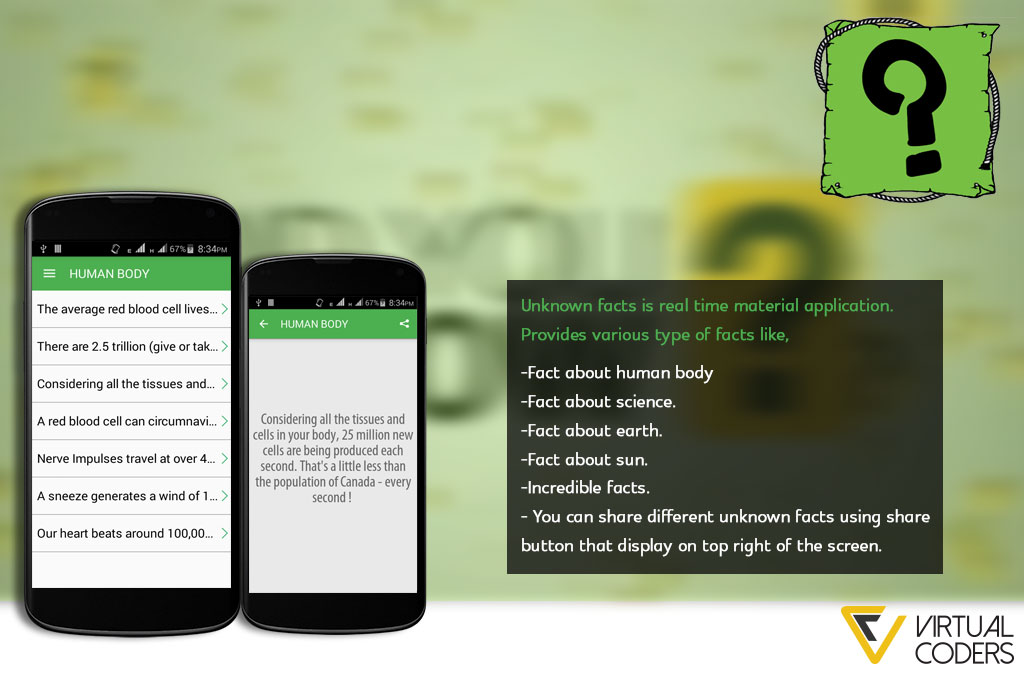 67% 8:34PM
HUMAN BODY
The average red blood cell lives...
There are 2.5 trillion (give or tak...
Considering all the tissues and...
A red blood cell can circumnavi...
Nerve Impulses travel at over 4...
A sneeze generates a wind of 1...
Our heart beats around 100,00...
67% 8:34PM
HUMAN BODY
Considering all the tissues and
cells in your body, 25 million new
cells are being produced each
second. That's a little less than
the population of Canada - every
second !
Unknown facts is real time material application.
Provides various type of facts like,
-Fact about human body
-Fact about science.
-Fact about earth.
-Fact about sun.
-Incredible facts.
- You can share different unknown facts using share
button that display on top right of the screen.
VIRTUAL
CODERS